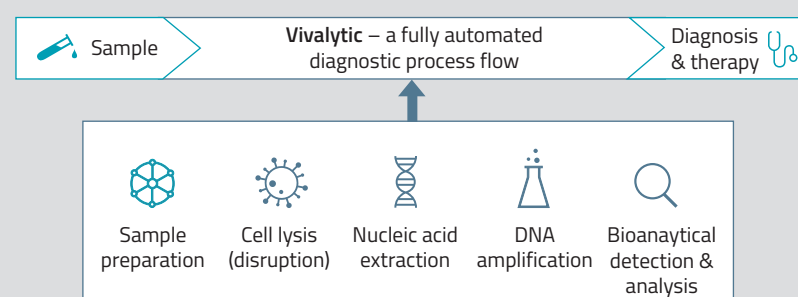 Sample
Vivalytic – a fully automated
diagnostic process flow
Diagnosis
& therapy
Sample
preparation
Cell lysis
(disruption)
Nucleic acid
extraction
DNA
amplification
Bioanaytical
detection &
analysis